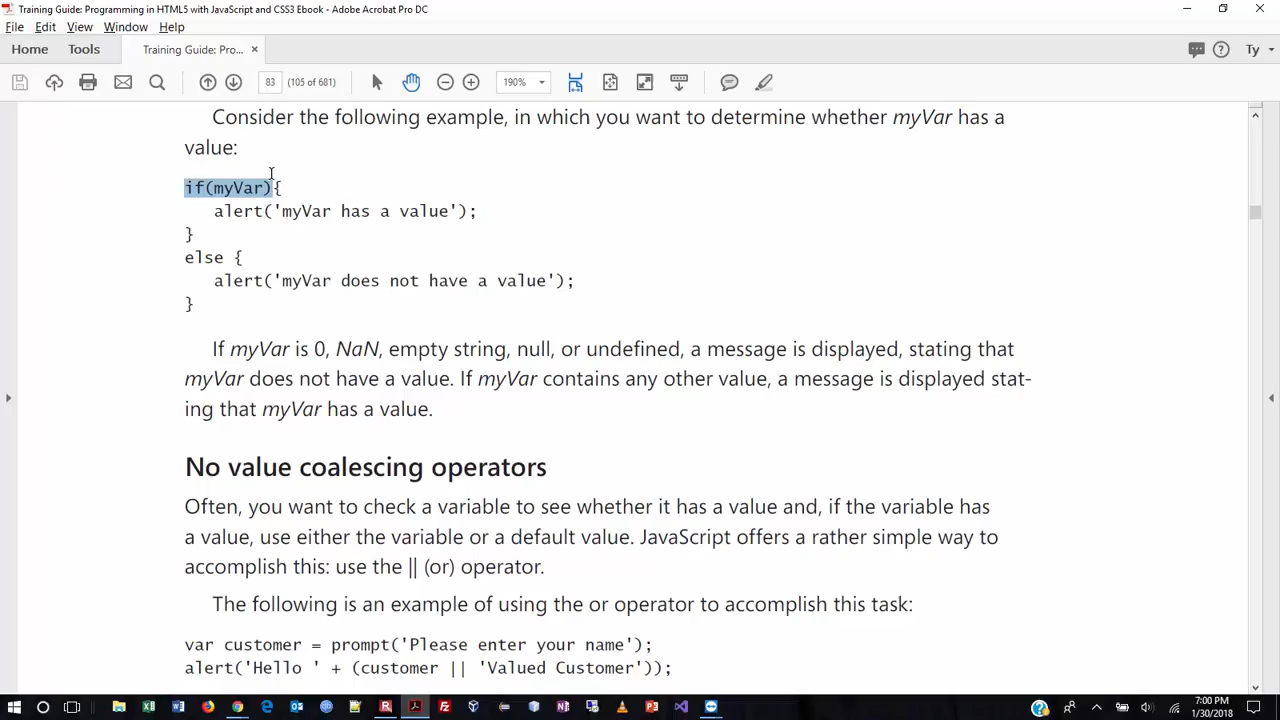 Training Guide: Programming in HTML5 with JavaScript and CSS3 Ebook - Adobe Acrobat Pro DC
File Edit View Window Help
Home Tools Training Guide: Pro... × Ty
83 (105 of 681) 190%
Consider the following example, in which you want to determine whether myVar has a
value:
if(myVar){
alert('myVar has a value');
}
else {
alert('myVar does not have a value');
}
If myVar is 0, NaN, empty string, null, or undefined, a message is displayed, stating that
myVar does not have a value. If myVar contains any other value, a message is displayed stat-
ing that myVar has a value.
No value coalescing operators
Often, you want to check a variable to see whether it has a value and, if the variable has
a value, use either the variable or a default value. JavaScript offers a rather simple way to
accomplish this: use the || (or) operator.
The following is an example of using the or operator to accomplish this task:
var customer = prompt('Please enter your name');
alert('Hello ' + (customer || 'Valued Customer'));
7:00 PM
1/30/2018